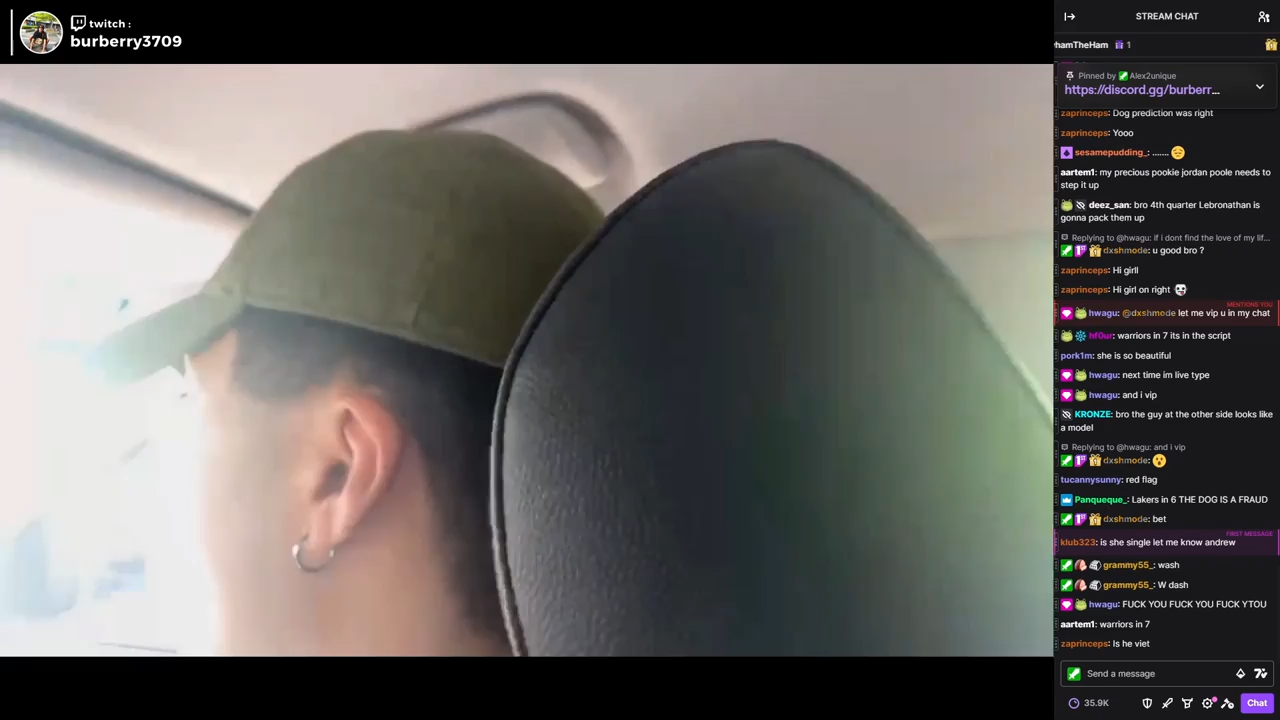 twitch :
burberry3709
STREAM CHAT
hamTheHam 1
Pinned by Alex2unique
https://discord.gg/burberr...
zaprinceps: Dog prediction was right
zaprinceps: Yooo
sesamepudding_: ....... 😔
aartem1: my precious pookie jordan poole needs to
step it up
deez_san: bro 4th quarter Lebronathan is
gonna pack them up
Replying to @hwagu: if i dont find the love of my lif...
dxshmode: u good bro ?
zaprinceps: Hi girll
zaprinceps: Hi girl on right
MENTIONS YOU
hwagu: @dxshmode let me vip u in my chat
hf0ur: warriors in 7 its in the script
pork1m: she is so beautiful
hwagu: next time im live type
hwagu: and i vip
KRONZE: bro the guy at the other side looks like
a model
Replying to @hwagu: and i vip
dxshmode: 😮
tucannysunny: red flag
Panqueque_: Lakers in 6 THE DOG IS A FRAUD
dxshmode: bet
FIRST MESSAGE
klub323: is she single let me know andrew
grammy55_: wash
grammy55_: W dash
hwagu: FUCK YOU FUCK YOU FUCK YTOU
aartem1: warriors in 7
zaprinceps: Is he viet
Send a message
35.9K
Chat